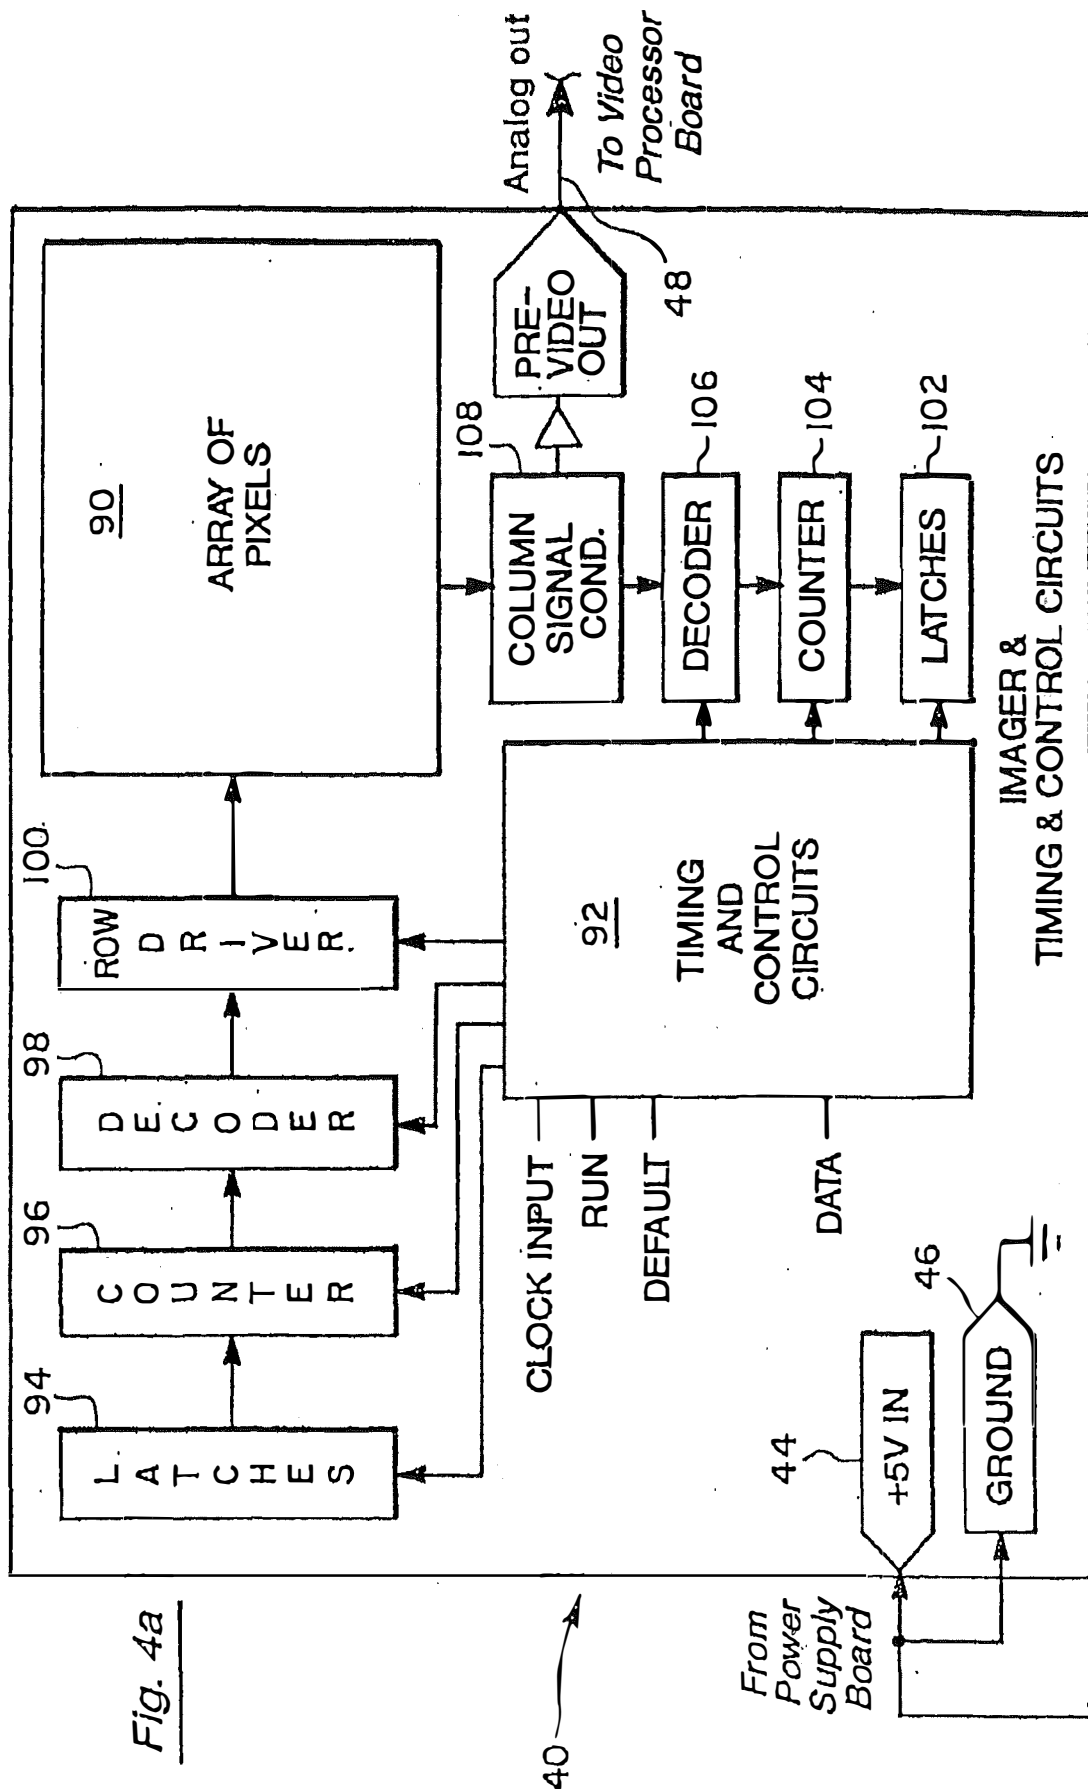 Fig. 4a
40
94
LATCHES
96
COUNTER
98
DECODER
100
ROW
DRIVER
90
ARRAY OF
PIXELS
92
TIMING
AND
CONTROL
CIRCUITS
CLOCK INPUT
RUN
DEFAULT
DATA
108
COLUMN
SIGNAL
COND.
PRE-
VIDEO
OUT
48
Analog out
To Video
Processor
Board
DECODER
106
COUNTER
104
LATCHES
102
From
Power
Supply
Board
44
+5V IN
46
GROUND
IMAGER &
TIMING & CONTROL CIRCUITS